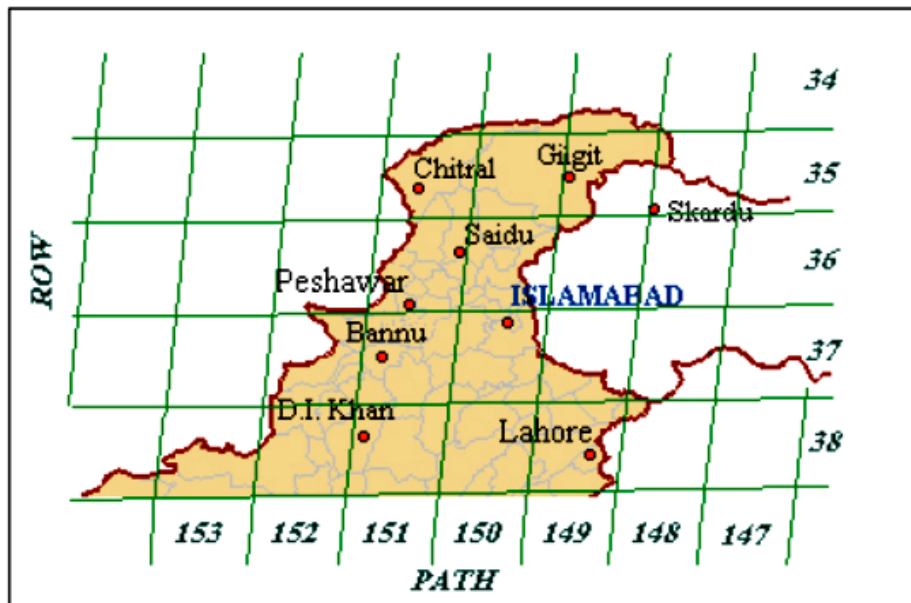 34
Chitral
Gilgit
35
Skardu
Saidu
36
ROW
Peshawar
ISLAMABAD
Bannu
37
D.I. Khan
Lahore
38
153 152 151 150 149 148 147
PATH